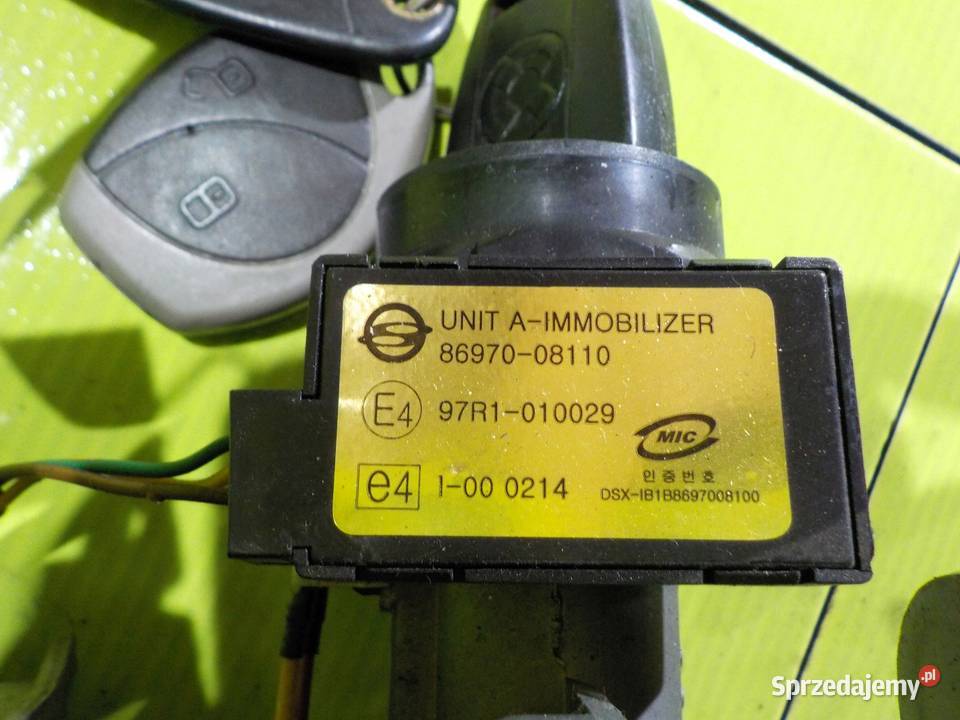 UNIT A-IMMOBILIZER
86970-08110
E4 97R1-010029
MIC
e4 1-00 0214
인증번호
DSX-IB1B8697008100
Sprzedajemy.pl